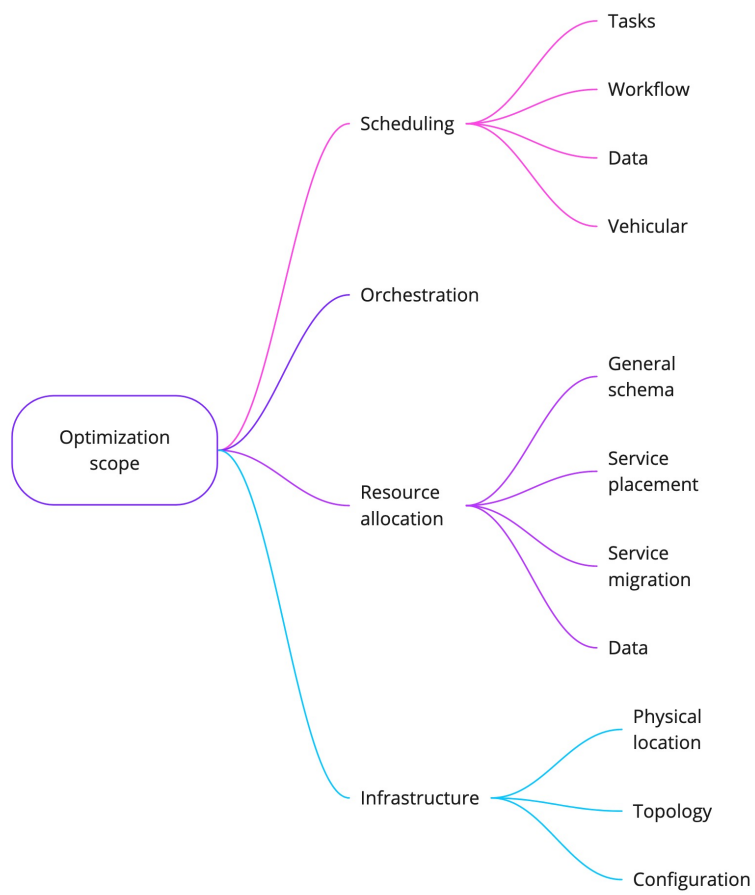 Optimization
scope
Scheduling
Tasks
Workflow
Data
Vehicular
Orchestration
Resource
allocation
General
schema
Service
placement
Service
migration
Data
Infrastructure
Physical
location
Topology
Configuration